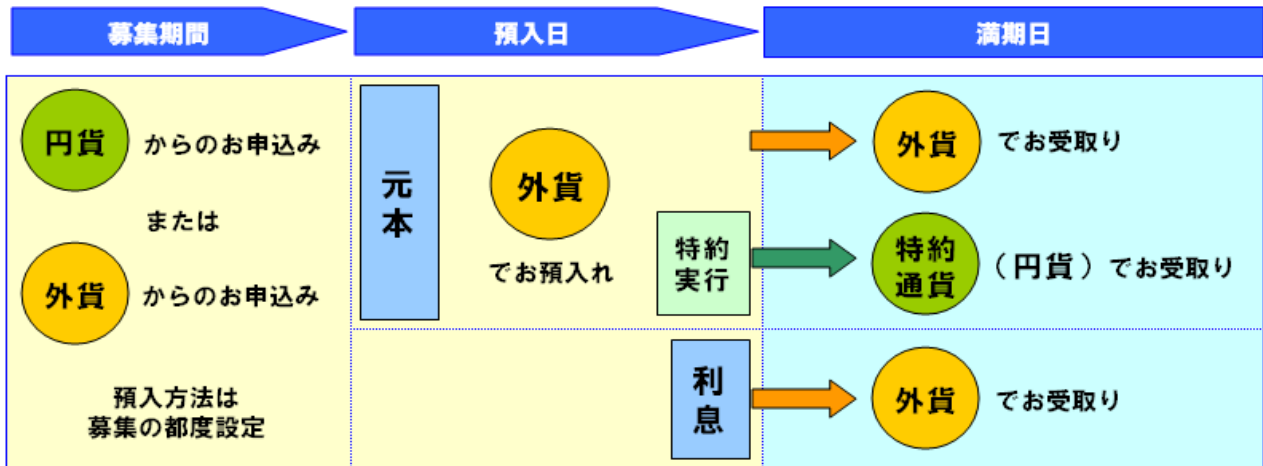 募集期間
預入日
満期日
円貨 からのお申込み
または
外貨 からのお申込み
預入方法は
募集の都度設定
元
本
外貨
でお預入れ
特約
実行
外貨 でお受取り
特約
通貨
(円貨)でお受取り
利
息
外貨 でお受取り